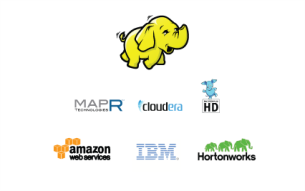 MAPR
TECHNOLOGIES
cloudera
HD
amazon
web services
IBM
Hortonworks